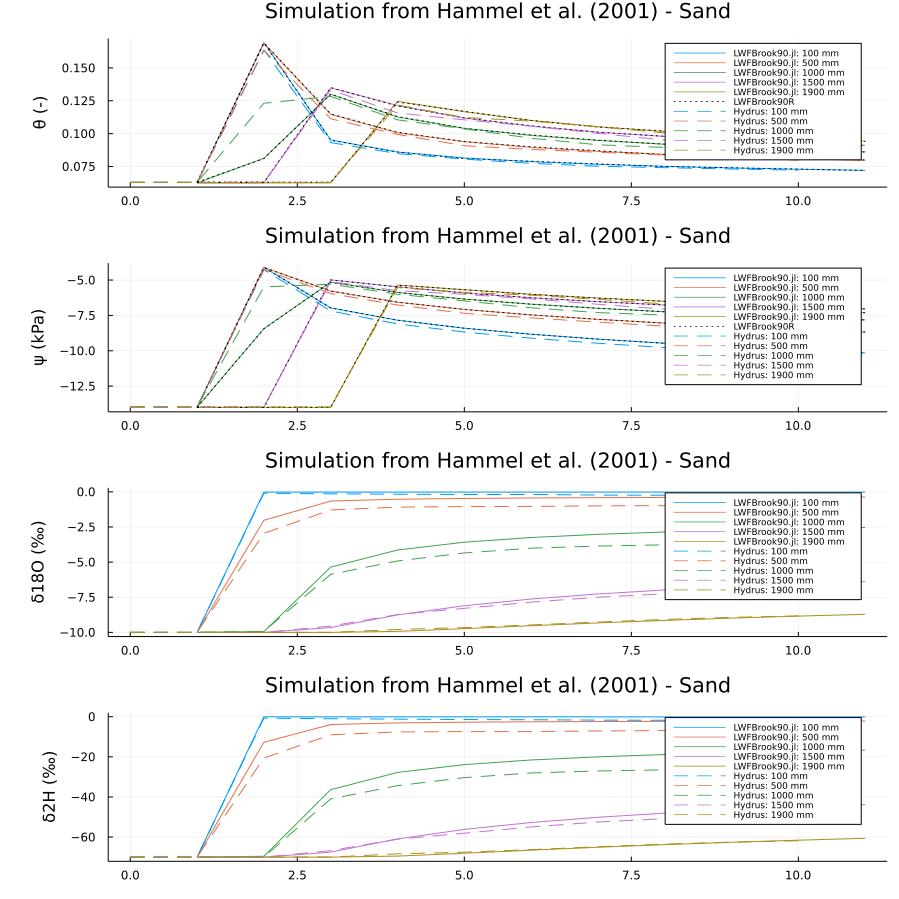 Simulation from Hammel et al. (2001) - Sand
θ (-)
0.150
0.125
0.100
0.075
LWFBrook90.jl: 100 mm
LWFBrook90.jl: 500 mm
LWFBrook90.jl: 1000 mm
LWFBrook90.jl: 1500 mm
LWFBrook90.jl: 1900 mm
LWFBrook90R
Hydrus: 100 mm
Hydrus: 500 mm
Hydrus: 1000 mm
Hydrus: 1500 mm
Hydrus: 1900 mm
0.0 2.5 5.0 7.5 10.0
Simulation from Hammel et al. (2001) - Sand
ψ (kPa)
−5.0
−7.5
−10.0
−12.5
LWFBrook90.jl: 100 mm
LWFBrook90.jl: 500 mm
LWFBrook90.jl: 1000 mm
LWFBrook90.jl: 1500 mm
LWFBrook90.jl: 1900 mm
LWFBrook90R
Hydrus: 100 mm
Hydrus: 500 mm
Hydrus: 1000 mm
Hydrus: 1500 mm
Hydrus: 1900 mm
0.0 2.5 5.0 7.5 10.0
Simulation from Hammel et al. (2001) - Sand
δ18O (‰)
0.0
−2.5
−5.0
−7.5
−10.0
LWFBrook90.jl: 100 mm
LWFBrook90.jl: 500 mm
LWFBrook90.jl: 1000 mm
LWFBrook90.jl: 1500 mm
LWFBrook90.jl: 1900 mm
Hydrus: 100 mm
Hydrus: 500 mm
Hydrus: 1000 mm
Hydrus: 1500 mm
Hydrus: 1900 mm
0.0 2.5 5.0 7.5 10.0
Simulation from Hammel et al. (2001) - Sand
δ2H (‰)
0
−20
−40
−60
LWFBrook90.jl: 100 mm
LWFBrook90.jl: 500 mm
LWFBrook90.jl: 1000 mm
LWFBrook90.jl: 1500 mm
LWFBrook90.jl: 1900 mm
Hydrus: 100 mm
Hydrus: 500 mm
Hydrus: 1000 mm
Hydrus: 1500 mm
Hydrus: 1900 mm
0.0 2.5 5.0 7.5 10.0